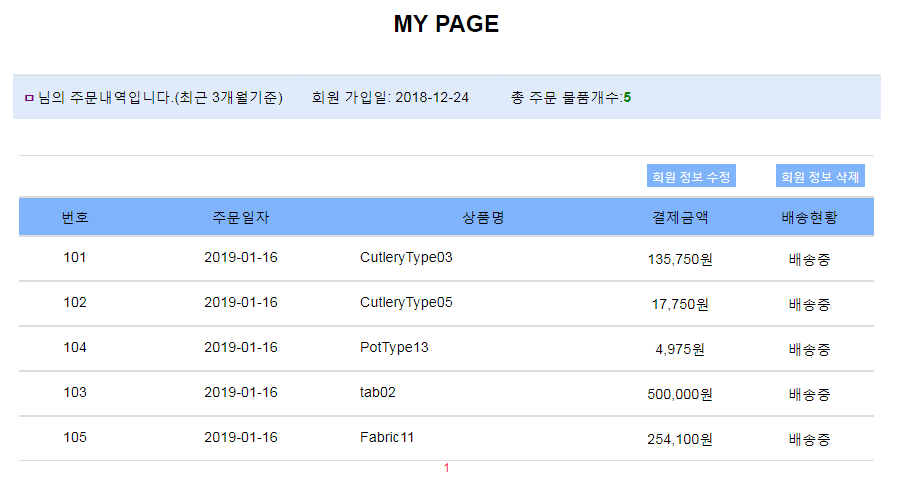 MY PAGE
ㅁ님의 주문내역입니다.(최근 3개월기준) 회원 가입일: 2018-12-24 총 주문 물품개수:5
회원 정보 수정 회원 정보 삭제
번호 주문일자 상품명 결제금액 배송현황
101 2019-01-16 CutleryType03 135,750원 배송중
102 2019-01-16 CutleryType05 17,750원 배송중
104 2019-01-16 PotType13 4,975원 배송중
103 2019-01-16 tab02 500,000원 배송중
105 2019-01-16 Fabric11 254,100원 배송중
1